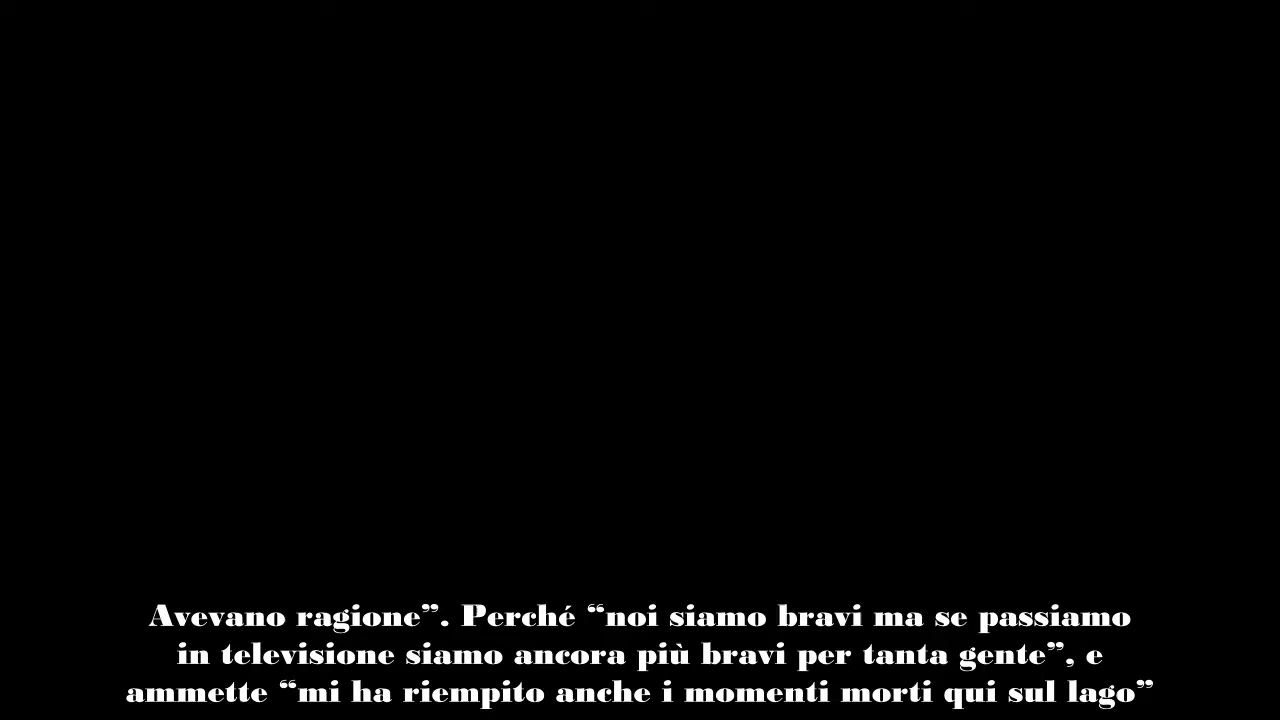 Avevano ragione”. Perché “noi siamo bravi ma se passiamo
in televisione siamo ancora più bravi per tanta gente”, e
ammette “mi ha riempito anche i momenti morti qui sul lago”